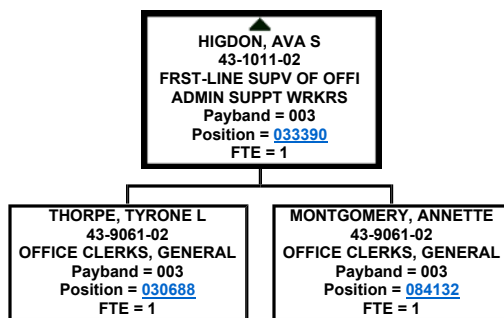 HIGDON, AVA S
43-1011-02
FRST-LINE SUPV OF OFFI
ADMIN SUPPT WRKRS
Payband = 003
Position = 033390
FTE = 1
THORPE, TYRONE L
43-9061-02
OFFICE CLERKS, GENERAL
Payband = 003
Position = 030688
FTE = 1
MONTGOMERY, ANNETTE
43-9061-02
OFFICE CLERKS, GENERAL
Payband = 003
Position = 084132
FTE = 1